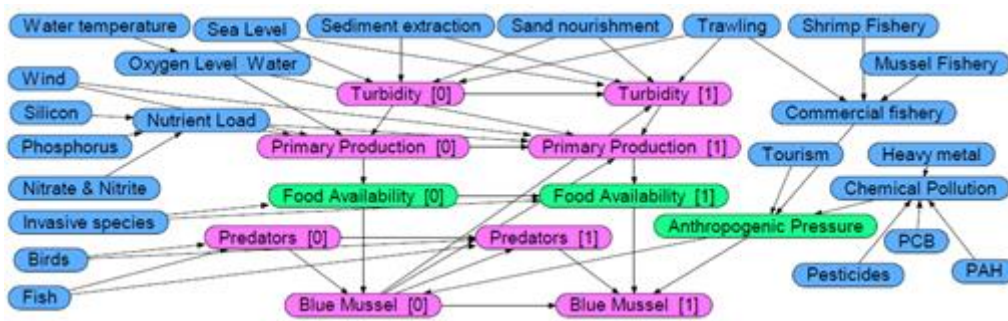 Water temperature
Sea Level
Sediment extraction
Sand nourishment
Trawling
Shrimp Fishery
Oxygen Level Water
Mussel Fishery
Wind
Turbidity [0]
Turbidity [1]
Silicon
Nutrient Load
Commercial fishery
Phosphorus
Primary Production [0]
Primary Production [1]
Tourism
Heavy metal
Nitrate & Nitrite
Food Availability [0]
Food Availability [1]
Chemical Pollution
Invasive species
Anthropogenic Pressure
Predators [0]
Predators [1]
PCB
Birds
Pesticides
PAH
Fish
Blue Mussel [0]
Blue Mussel [1]